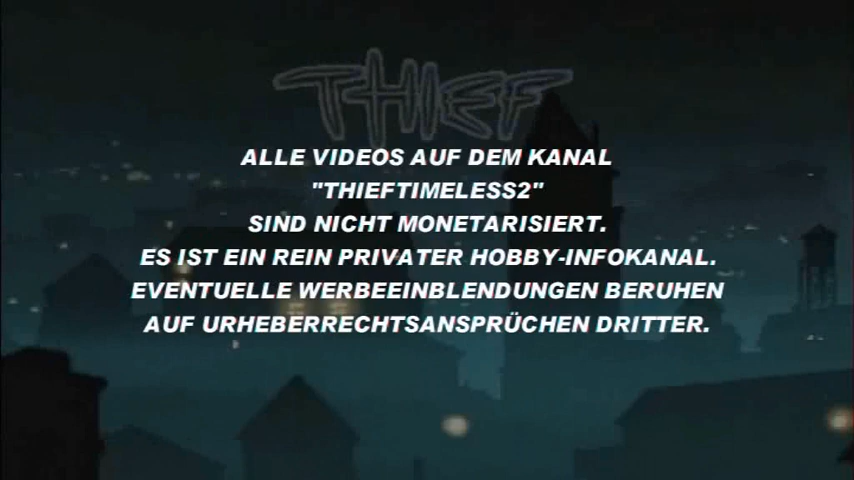 THIEF
ALLE VIDEOS AUF DEM KANAL
"THIEFTIMELESS2"
SIND NICHT MONETARISIERT.
ES IST EIN REIN PRIVATER HOBBY-INFOKANAL.
EVENTUELLE WERBEEINBLENDUNGEN BERUHEN
AUF URHEBERRECHTSANSPRÜCHEN DRITTER.